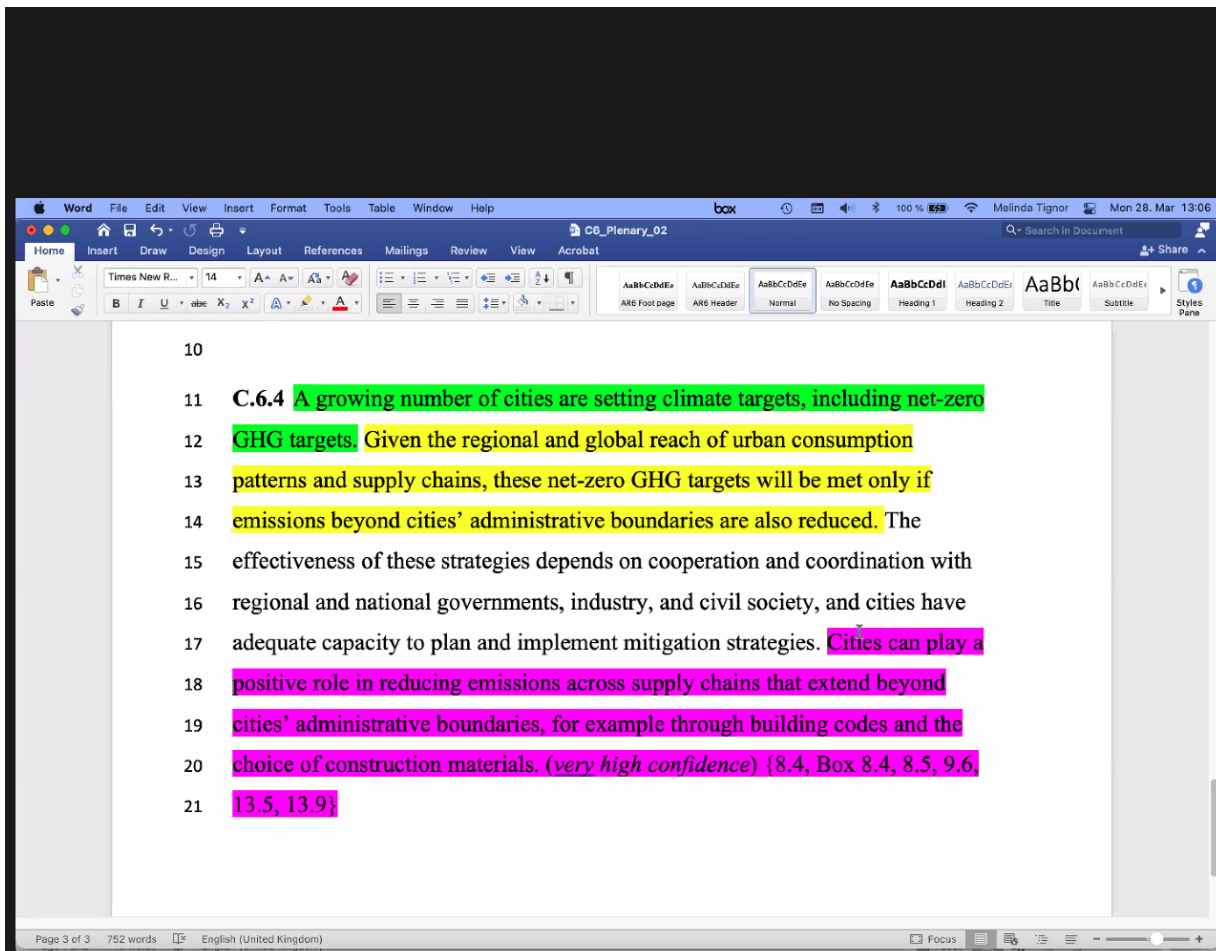 Word File Edit View Insert Format Tools Table Window Help box 100 % Melinda Tignor Mon 28. Mar 13:06
C6_Plenary_02 Search in Document
Home Insert Draw Design Layout References Mailings Review View Acrobat Share
Times New R... 14 AaBbCcDdEe AaBbCcDdEe AaBbCcDdEe AaBbCcDdEe AaBbCcDdI AaBbCcDdEe AaBb( AaBbCcDdEe
Paste B I U abc X₂ X² A A AR6 Foot page AR6 Header Normal No Spacing Heading 1 Heading 2 Title Subtitle Styles Pane
10
11 C.6.4 A growing number of cities are setting climate targets, including net-zero
12 GHG targets. Given the regional and global reach of urban consumption
13 patterns and supply chains, these net-zero GHG targets will be met only if
14 emissions beyond cities’ administrative boundaries are also reduced. The
15 effectiveness of these strategies depends on cooperation and coordination with
16 regional and national governments, industry, and civil society, and cities have
17 adequate capacity to plan and implement mitigation strategies. Cities can play a
18 positive role in reducing emissions across supply chains that extend beyond
19 cities’ administrative boundaries, for example through building codes and the
20 choice of construction materials. (very high confidence) {8.4, Box 8.4, 8.5, 9.6,
21 13.5, 13.9}
Page 3 of 3 752 words English (United Kingdom) Focus